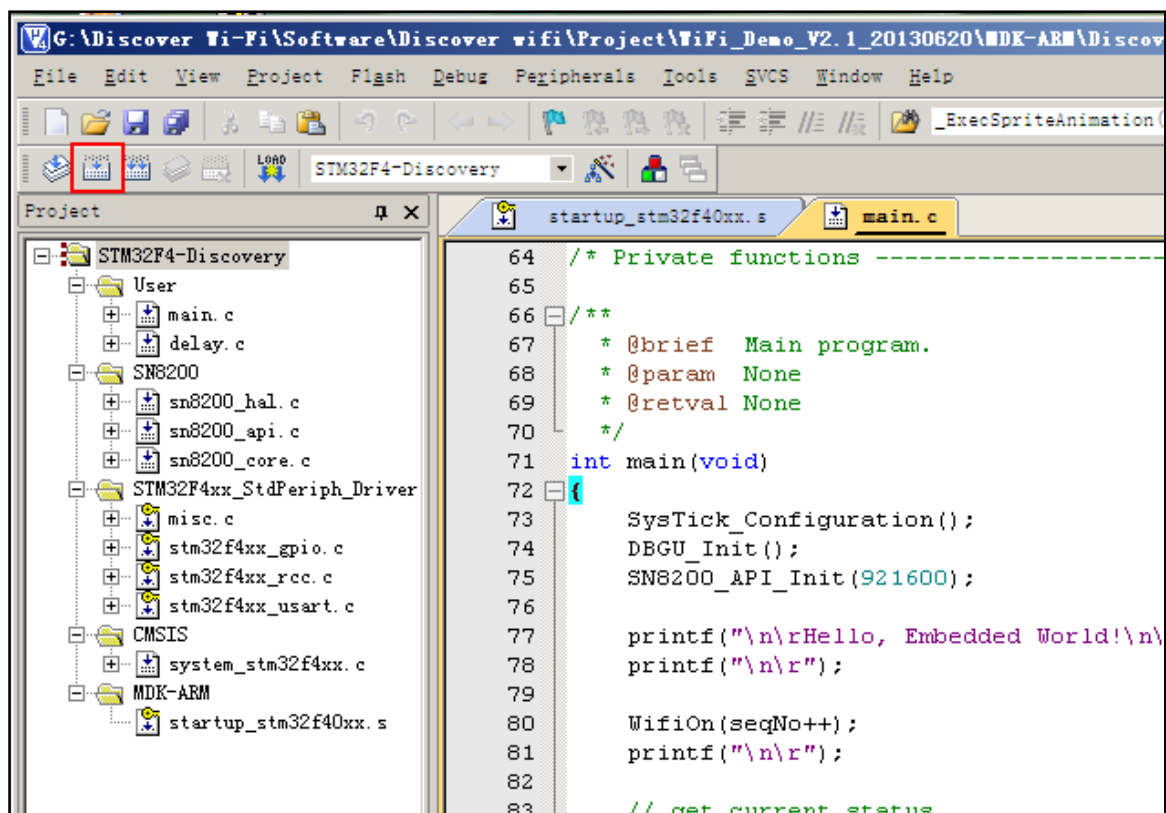 G:\Discover Wi-Fi\Software\Discover wifi\Project\WiFi_Demo_V2.1_20130620\MDK-ARM\Discov
File Edit View Project Flash Debug Peripherals Tools SVCS Window Help
_ExecSpriteAnimation(
LOAD STM32F4-Discovery
Project
startup_stm32f40xx.s main.c
STM32F4-Discovery
User
main.c
delay.c
SN8200
sn8200_hal.c
sn8200_api.c
sn8200_core.c
STM32F4xx_StdPeriph_Driver
misc.c
stm32f4xx_gpio.c
stm32f4xx_rcc.c
stm32f4xx_usart.c
CMSIS
system_stm32f4xx.c
MDK-ARM
startup_stm32f40xx.s
64 /* Private functions --------------------
65
66 /**
67 * @brief Main program.
68 * @param None
69 * @retval None
70 */
71 int main(void)
72 {
73 SysTick_Configuration();
74 DBGU_Init();
75 SN8200_API_Init(921600);
76
77 printf("\n\rHello, Embedded World!\n\
78 printf("\n\r");
79
80 WifiOn(seqNo++);
81 printf("\n\r");
82
83 // get current status